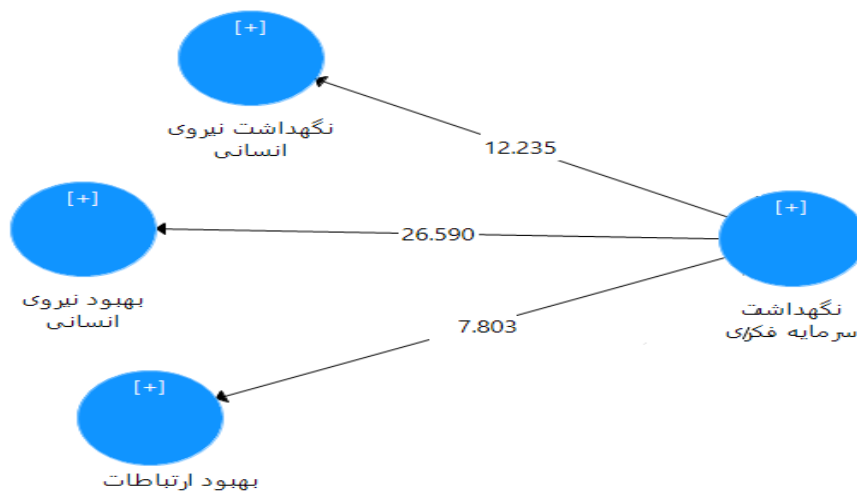 [+]
نگهداشت نیروی
انسانی
12.235
[+]
بهبود نیروی
انسانی
26.590
[+]
نگهداشت
سرمایه فکری
7.803
[+]
بهبود ارتباطات